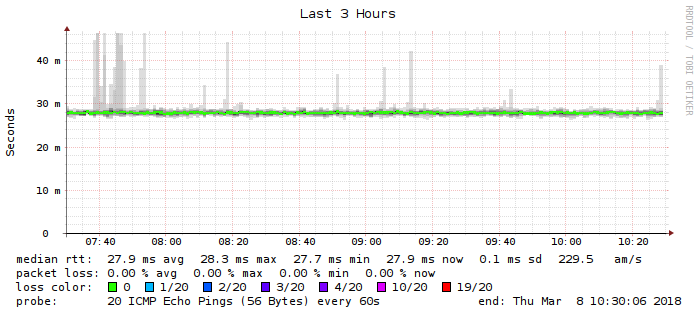 Last 3 Hours
RRDTOOL / TOBI OETIKER
Seconds
40 m
30 m
20 m
10 m
0
07:40 08:00 08:20 08:40 09:00 09:20 09:40 10:00 10:20
median rtt: 27.9 ms avg 28.3 ms max 27.7 ms min 27.9 ms now 0.1 ms sd 229.5 am/s
packet loss: 0.00 % avg 0.00 % max 0.00 % min 0.00 % now
loss color: 0 1/20 2/20 3/20 4/20 10/20 19/20
probe: 20 ICMP Echo Pings (56 Bytes) every 60s end: Thu Mar 8 10:30:06 2018